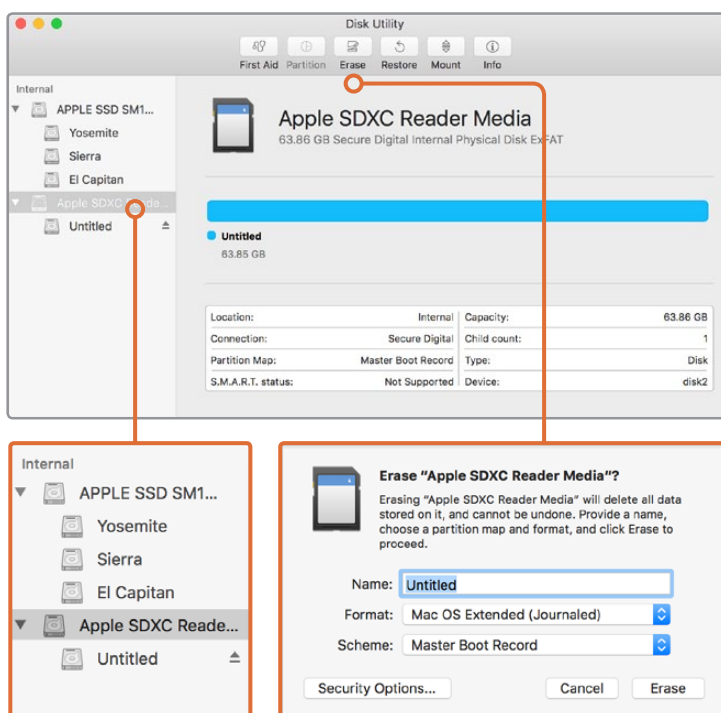 Disk Utility
First Aid Partition Erase Restore Mount Info
Internal
APPLE SSD SM1...
Yosemite
Sierra
El Capitan
Apple SDXC Reade...
Untitled
Apple SDXC Reader Media
63.86 GB Secure Digital Internal Physical Disk ExFAT
Untitled
63.85 GB
Location: Internal Capacity: 63.86 GB
Connection: Secure Digital Child count: 1
Partition Map: Master Boot Record Type: Disk
S.M.A.R.T. status: Not Supported Device: disk2
Internal
APPLE SSD SM1...
Yosemite
Sierra
El Capitan
Apple SDXC Reade...
Untitled
Erase “Apple SDXC Reader Media”?
Erasing “Apple SDXC Reader Media” will delete all data
stored on it, and cannot be undone. Provide a name,
choose a partition map and format, and click Erase to
proceed.
Name: Untitled
Format: Mac OS Extended (Journaled)
Scheme: Master Boot Record
Security Options... Cancel Erase